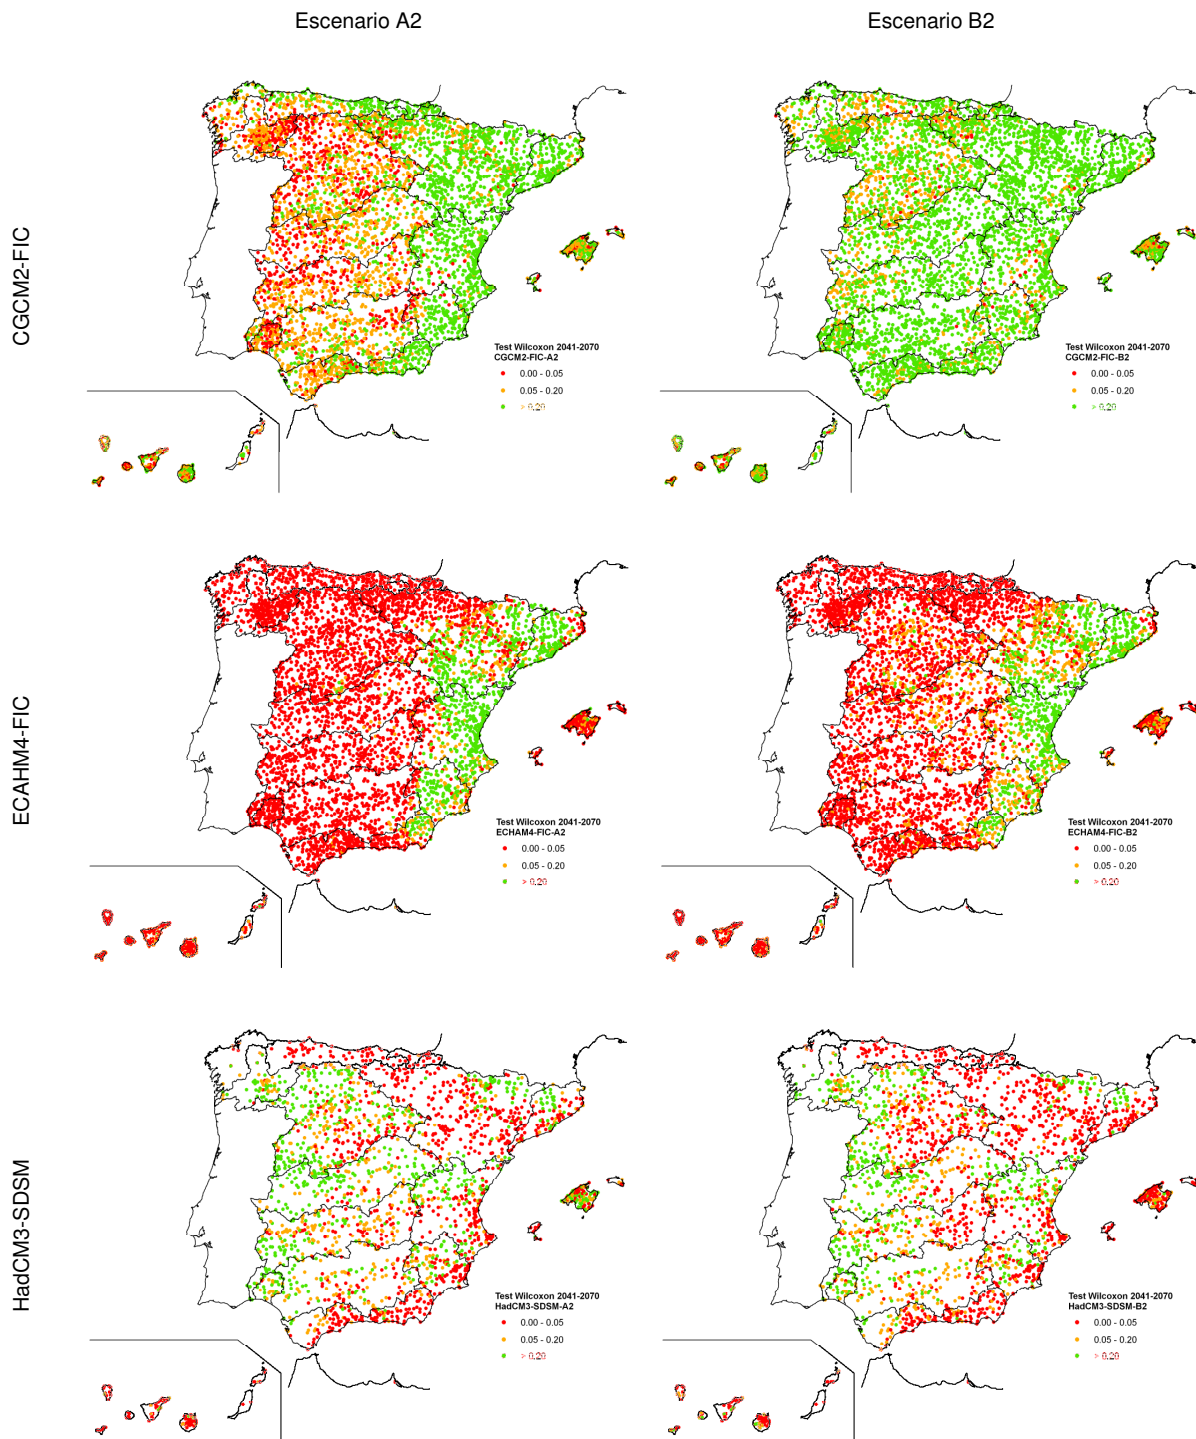 Escenario A2
Escenario B2
CGCM2-FIC
Test Wilcoxon 2041-2070
CGCM2-FIC-A2
0.00 - 0.05
0.05 - 0.20
> 0.20
Test Wilcoxon 2041-2070
CGCM2-FIC-B2
0.00 - 0.05
0.05 - 0.20
> 0.20
ECAHM4-FIC
Test Wilcoxon 2041-2070
ECHAM4-FIC-A2
0.00 - 0.05
0.05 - 0.20
> 0.20
Test Wilcoxon 2041-2070
ECHAM4-FIC-B2
0.00 - 0.05
0.05 - 0.20
> 0.20
HadCM3-SDSM
Test Wilcoxon 2041-2070
HadCM3-SDSM-A2
0.00 - 0.05
0.05 - 0.20
> 0.20
Test Wilcoxon 2041-2070
HadCM3-SDSM-B2
0.00 - 0.05
0.05 - 0.20
> 0.20